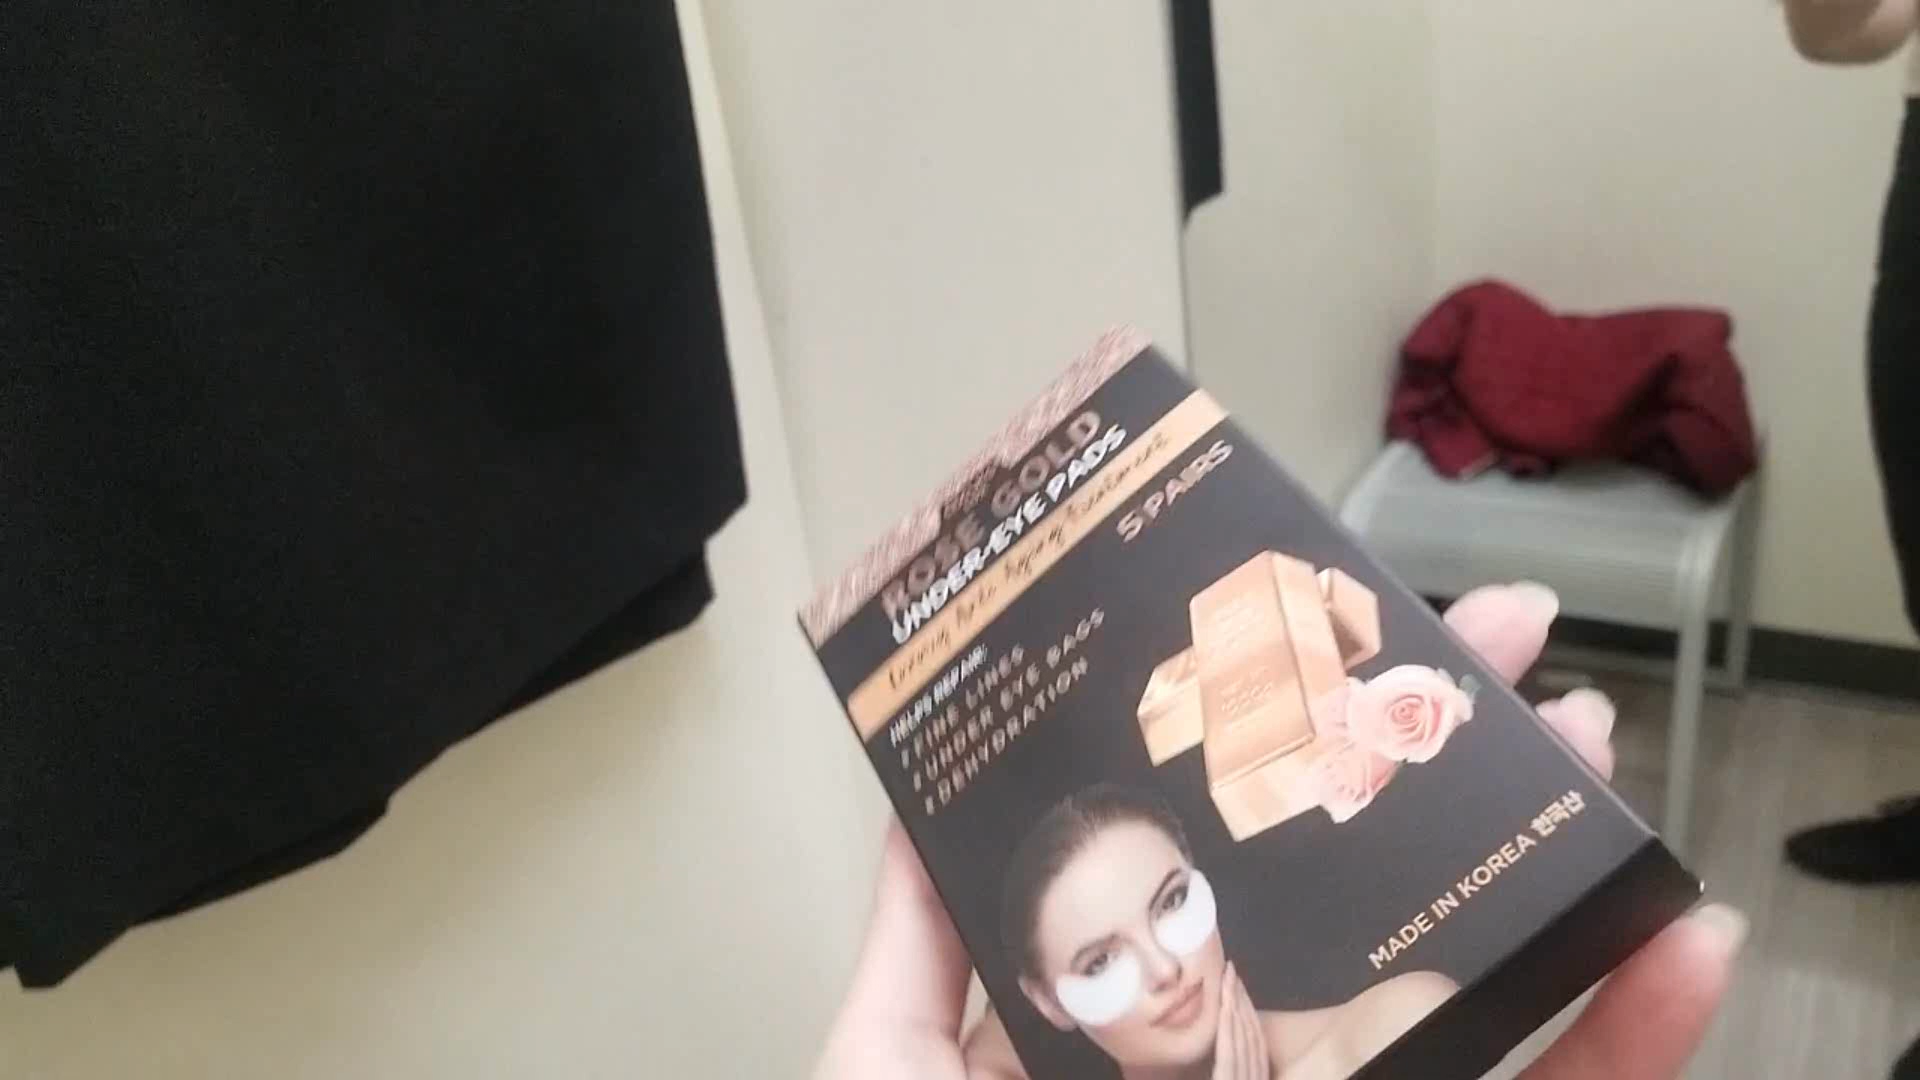 ROSE GOLD
UNDER-EYE PADS
5 PAIRS
HELPS REPAIR:
FINE LINES
UNDER EYE BAGS
DEHYDRATION
MADE IN KOREA 한국산